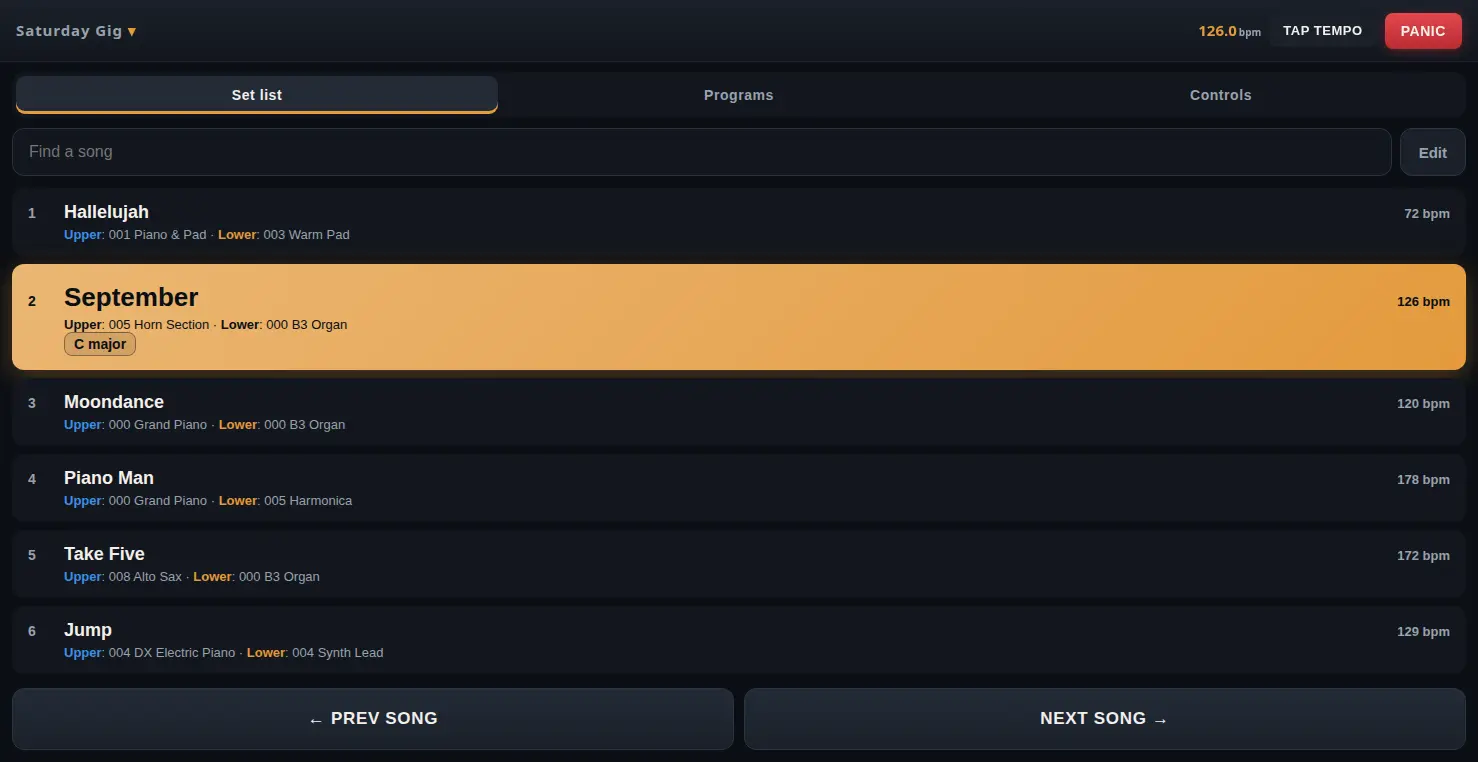 Saturday Gig ▼
126.0 bpm
TAP TEMPO
PANIC
Set list
Programs
Controls
Find a song
Edit
1 Hallelujah 72 bpm
Upper: 001 Piano & Pad · Lower: 003 Warm Pad
2 September 126 bpm
Upper: 005 Horn Section · Lower: 000 B3 Organ
C major
3 Moondance 120 bpm
Upper: 000 Grand Piano · Lower: 000 B3 Organ
4 Piano Man 178 bpm
Upper: 000 Grand Piano · Lower: 005 Harmonica
5 Take Five 172 bpm
Upper: 008 Alto Sax · Lower: 000 B3 Organ
6 Jump 129 bpm
Upper: 004 DX Electric Piano · Lower: 004 Synth Lead
← PREV SONG
NEXT SONG →